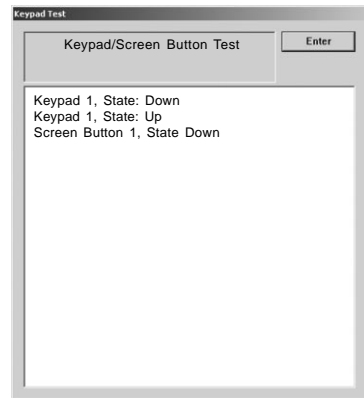 Keypad Test
Keypad/Screen Button Test
Enter
Keypad 1, State: Down
Keypad 1, State: Up
Screen Button 1, State Down